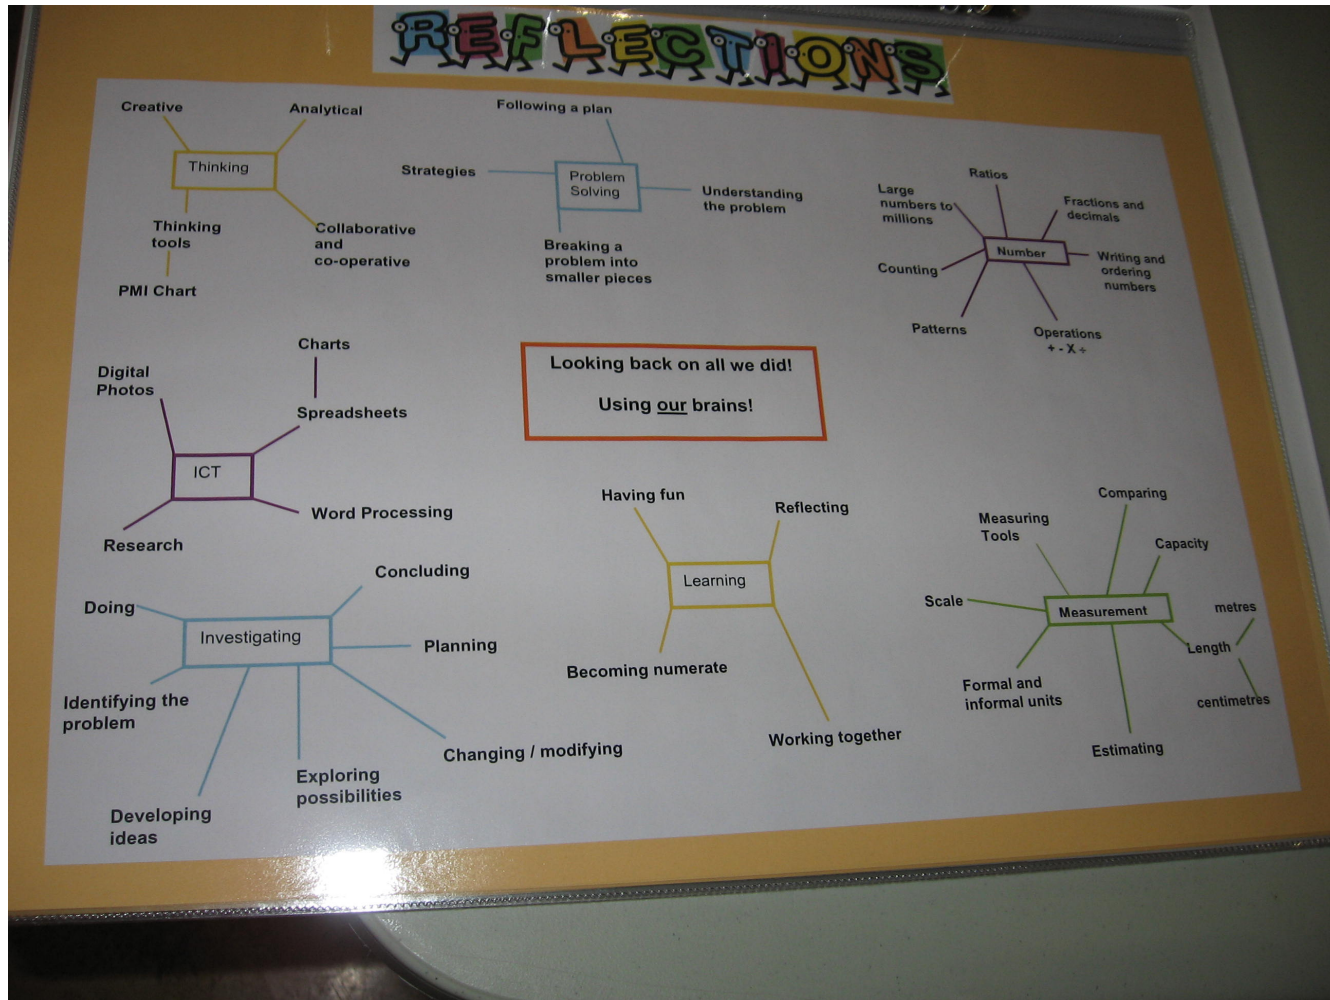 REFLECTIONS
Creative
Analytical
Thinking
Thinking
tools
PMI Chart
Collaborative
and
co-operative
Following a plan
Strategies
Problem
Solving
Understanding
the problem
Breaking a
problem into
smaller pieces
Ratios
Large
numbers to
millions
Fractions and
decimals
Number
Counting
Writing and
ordering
numbers
Patterns
Operations
+ - X ÷
Charts
Digital
Photos
Spreadsheets
ICT
Word Processing
Research
Looking back on all we did!
Using our brains!
Concluding
Doing
Investigating
Planning
Identifying the
problem
Changing / modifying
Exploring
possibilities
Developing
ideas
Having fun
Reflecting
Learning
Becoming numerate
Working together
Comparing
Measuring
Tools
Capacity
Scale
Measurement
metres
Length
centimetres
Formal and
informal units
Estimating